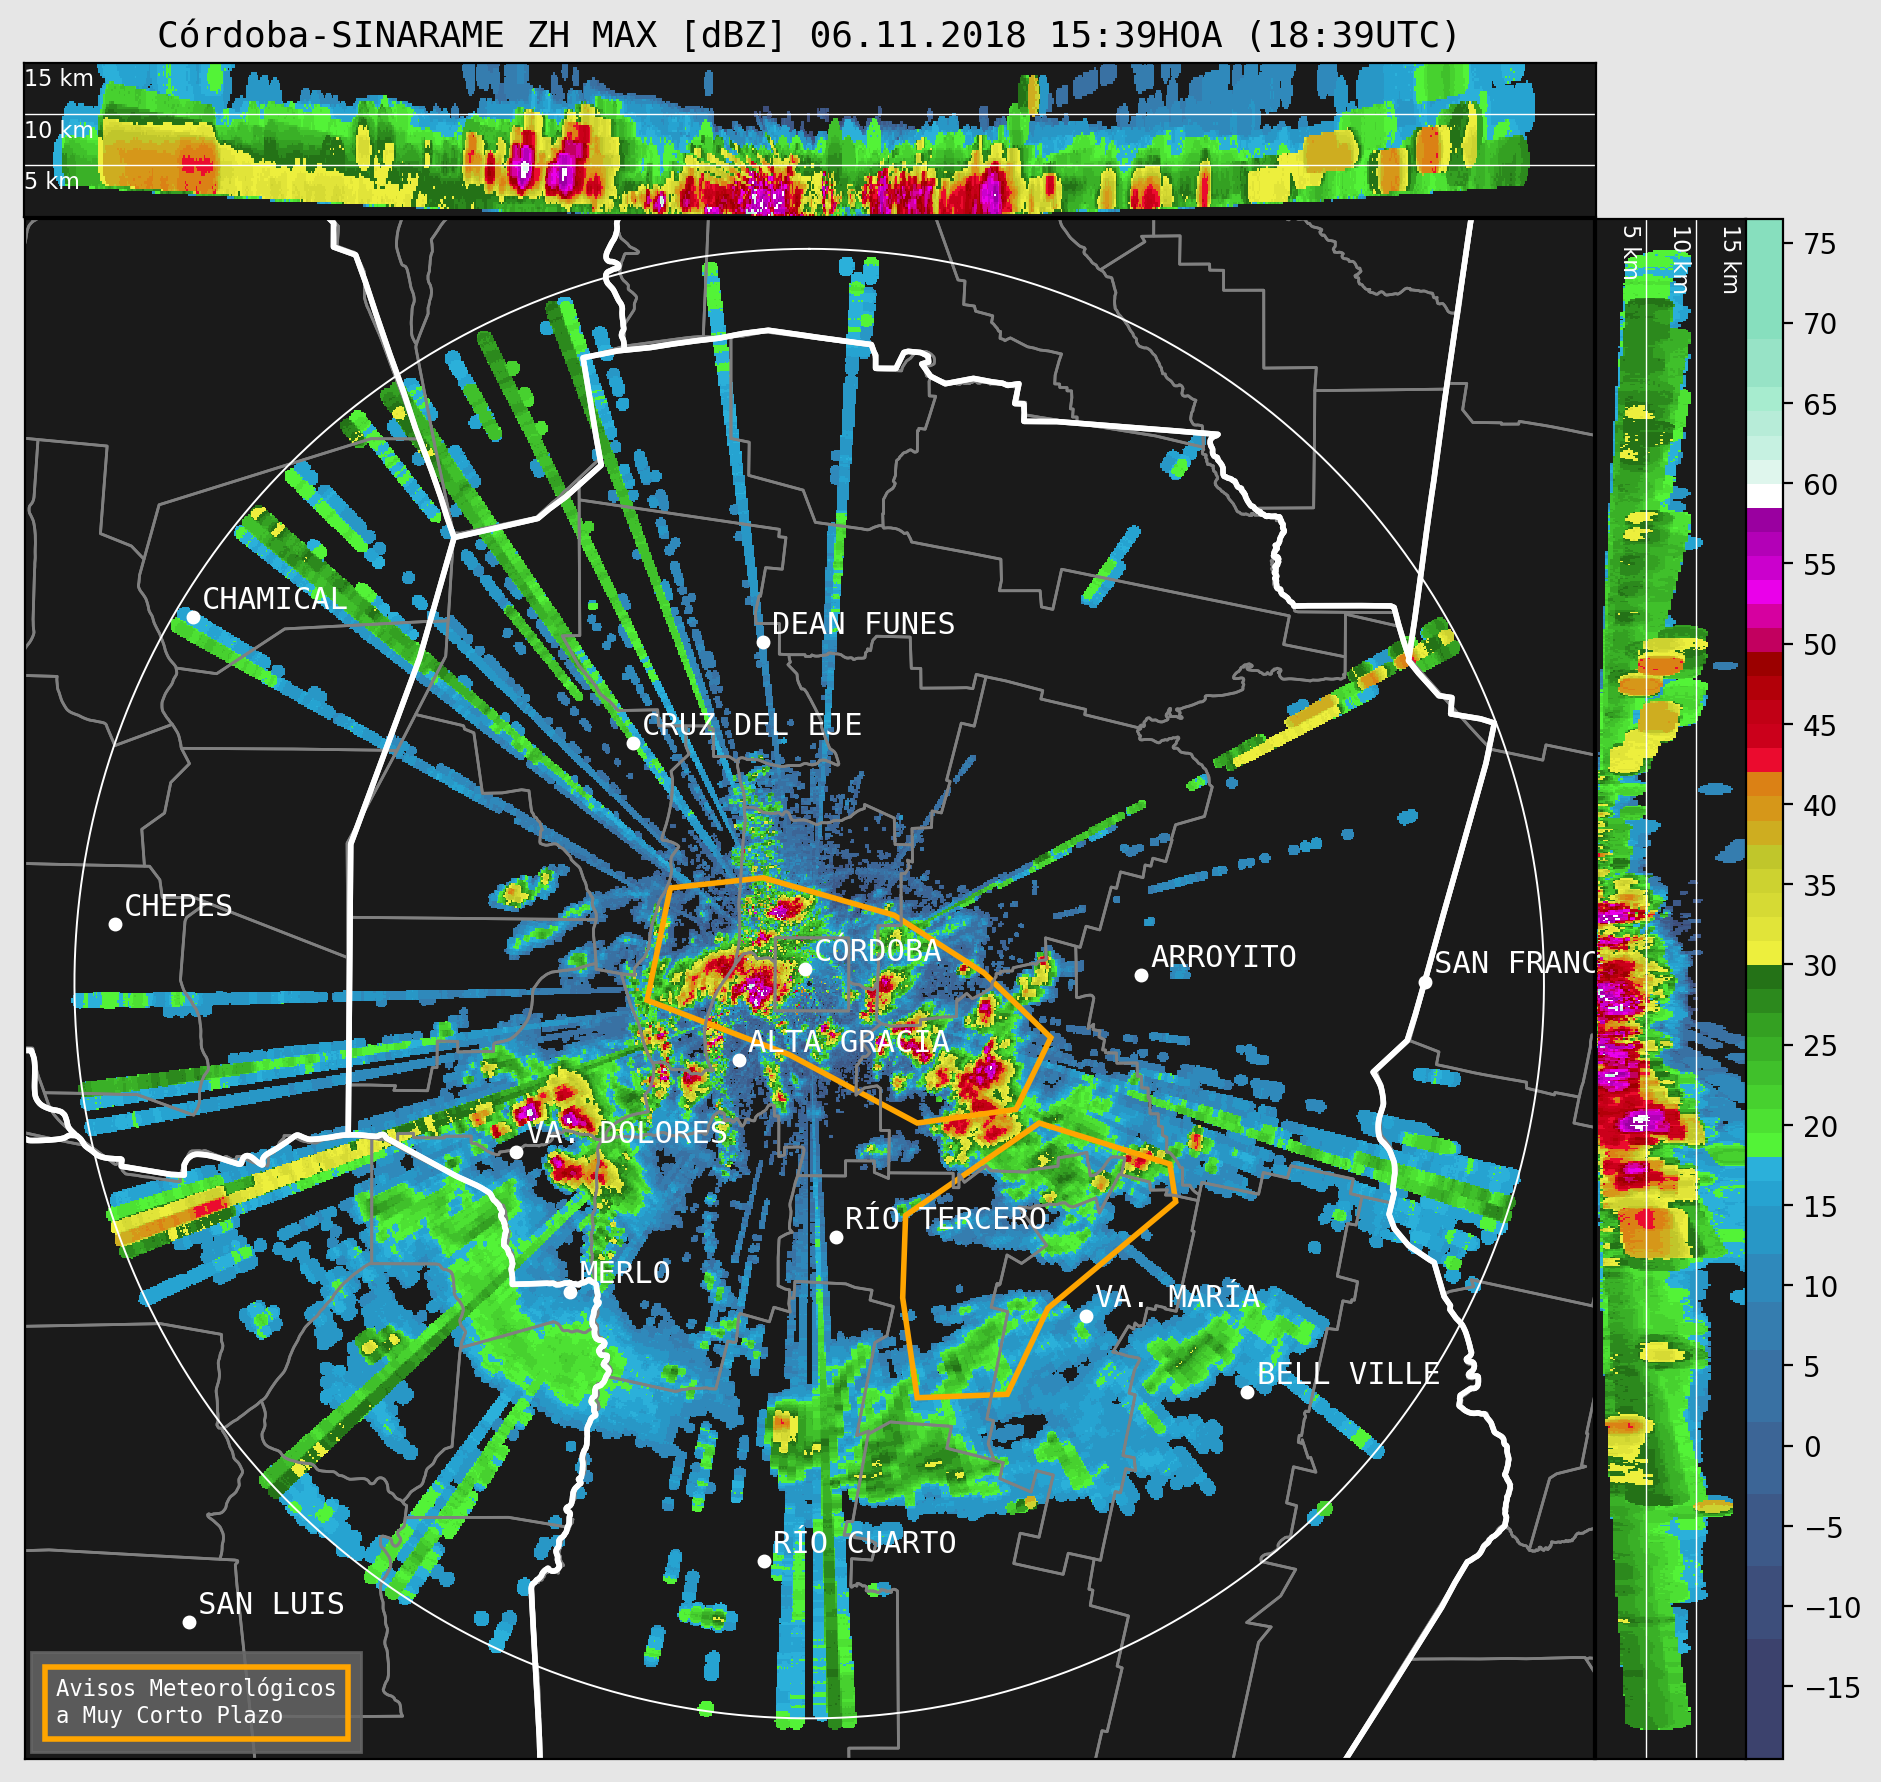 Córdoba-SINARAME ZH MAX [dBZ] 06.11.2018 15:39HOA (18:39UTC)
15 km
10 km
5 km
5 km
10 km
15 km
75
70
65
60
55
50
45
40
35
30
25
20
15
10
5
0
−5
−10
−15
CHAMICAL
DEAN FUNES
CRUZ DEL EJE
CHEPES
CÓRDOBA
ARROYITO
SAN FRANC
ALTA GRACIA
VA. DOLORES
RÍO TERCERO
MERLO
VA. MARÍA
BELL VILLE
RÍO CUARTO
SAN LUIS
Avisos Meteorológicos
a Muy Corto Plazo